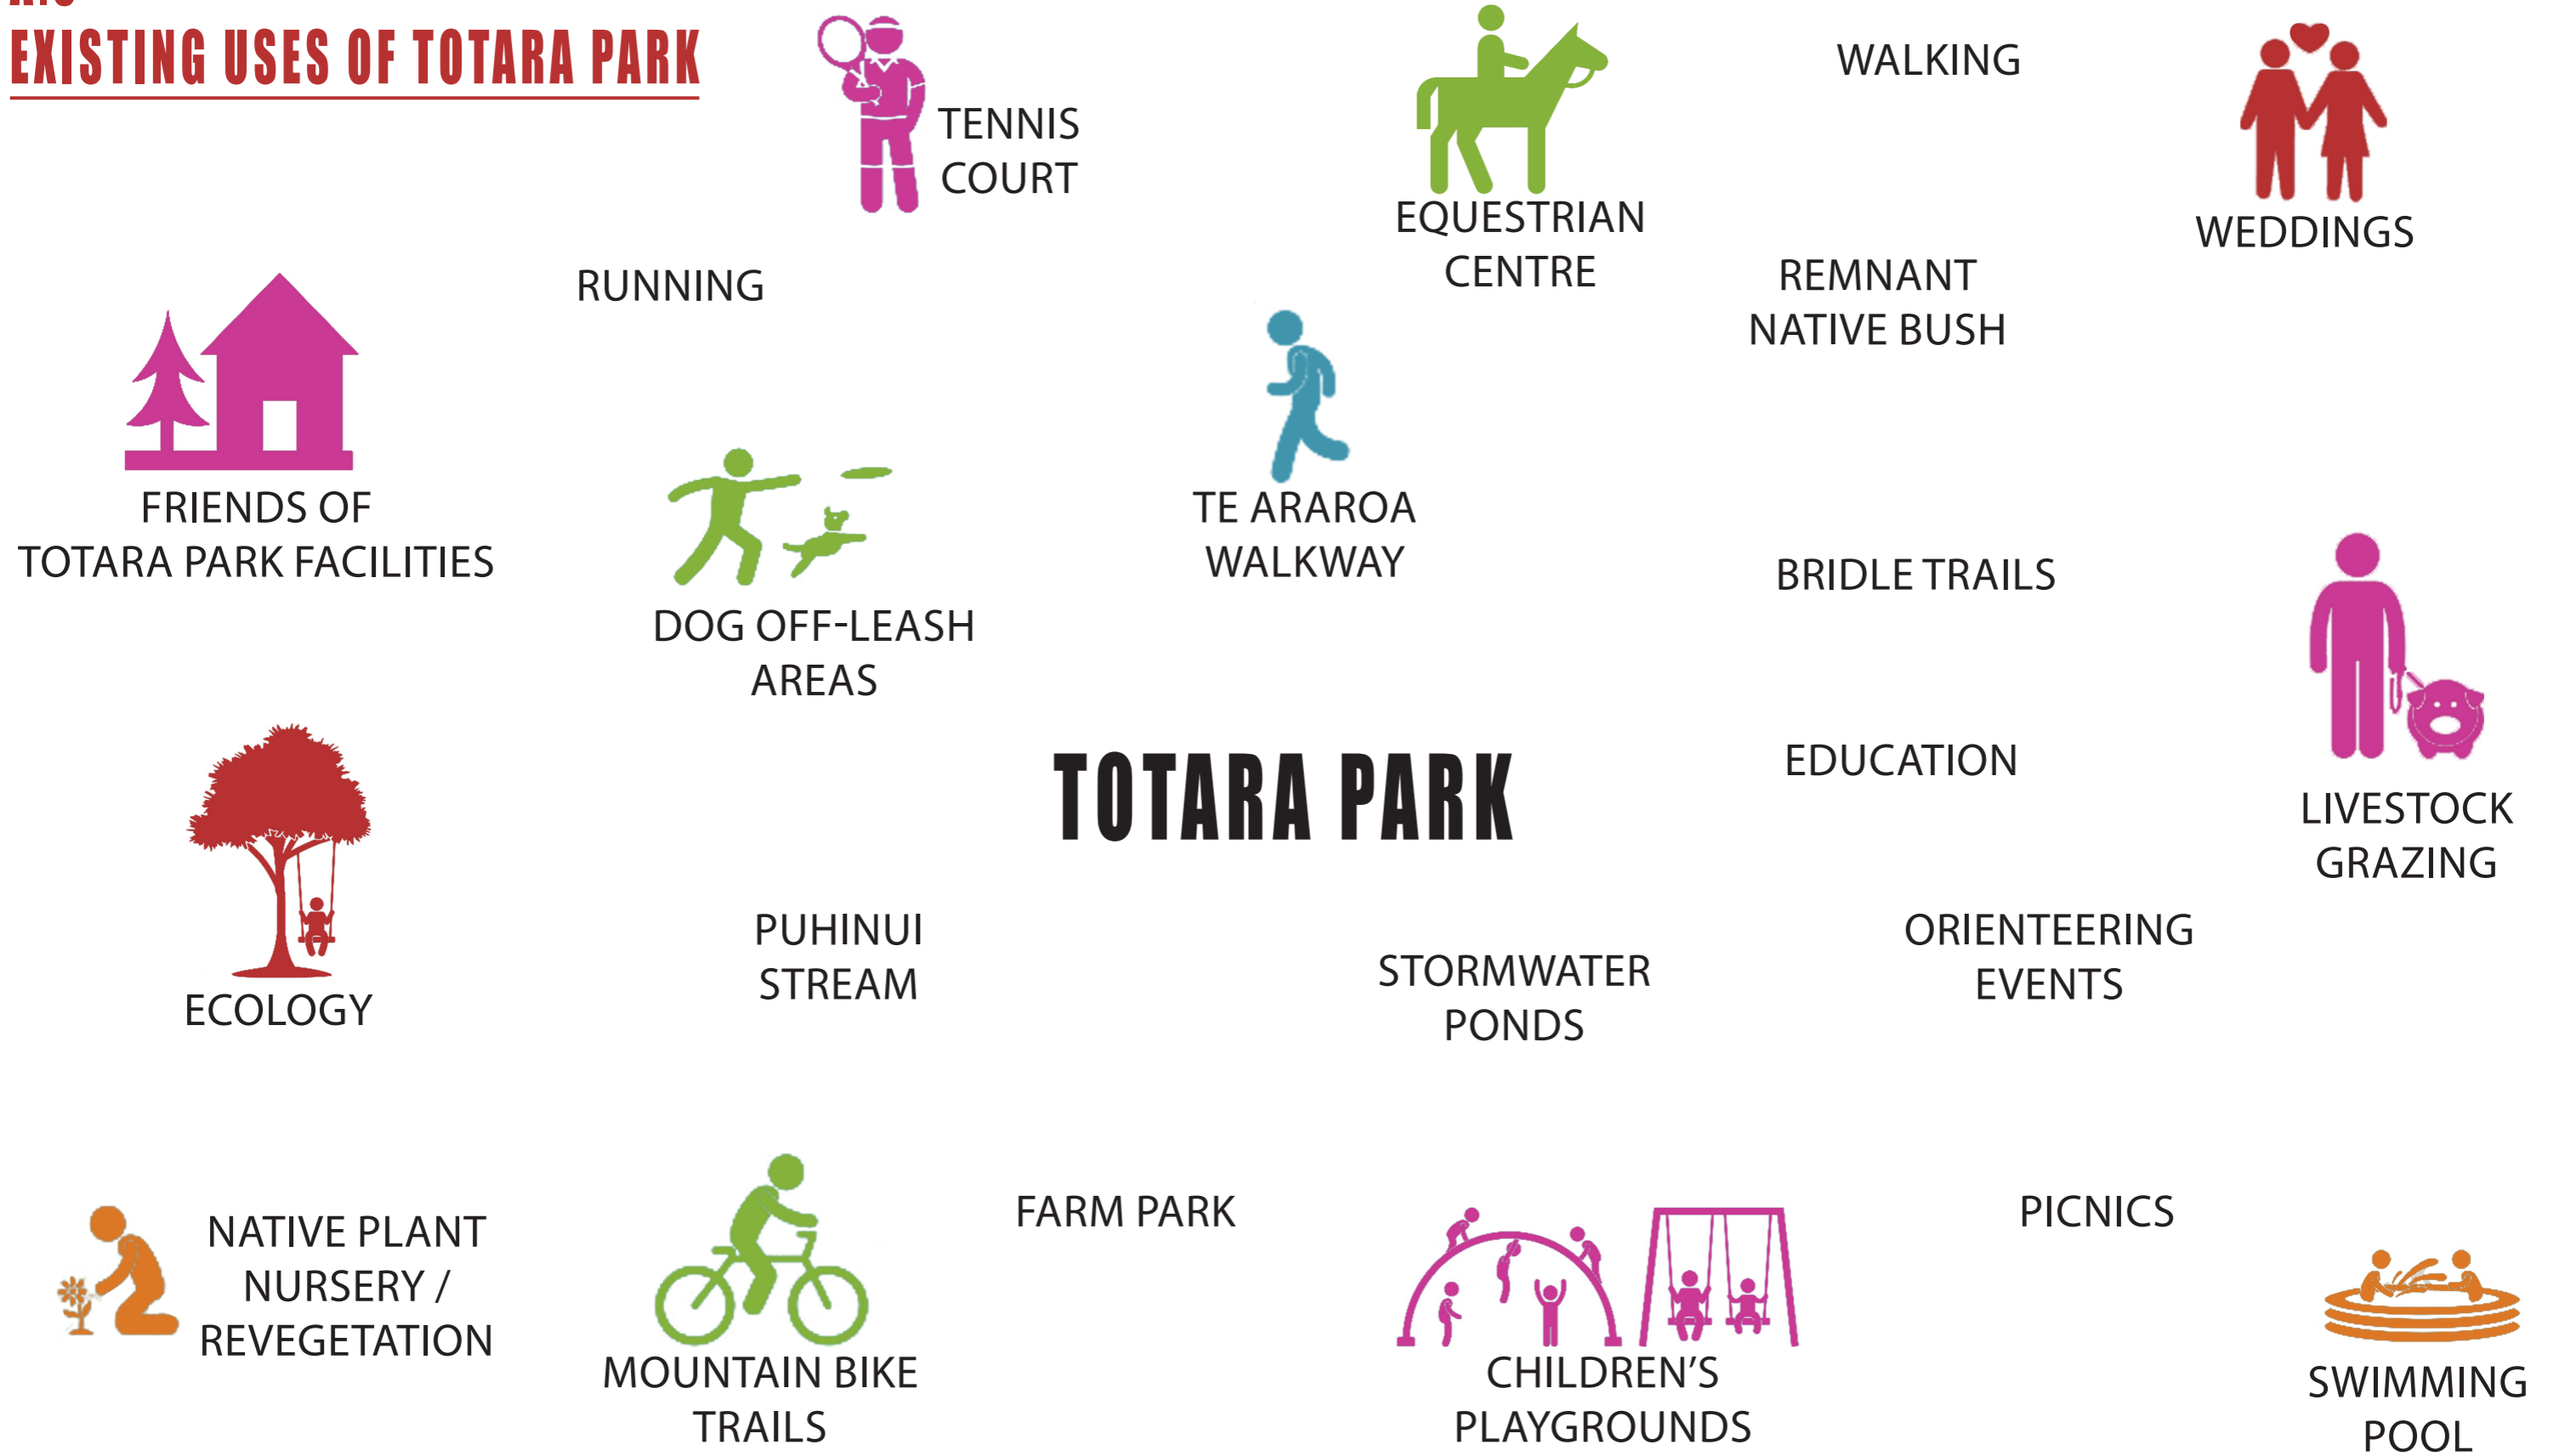 EXISTING USES OF TOTARA PARK
TENNIS
COURT
EQUESTRIAN
CENTRE
WALKING
WEDDINGS
RUNNING
REMNANT
NATIVE BUSH
FRIENDS OF
TOTARA PARK FACILITIES
DOG OFF-LEASH
AREAS
TE ARAROA
WALKWAY
BRIDLE TRAILS
LIVESTOCK
GRAZING
EDUCATION
TOTARA PARK
ECOLOGY
PUHINUI
STREAM
STORMWATER
PONDS
ORIENTEERING
EVENTS
NATIVE PLANT
NURSERY /
REVEGETATION
MOUNTAIN BIKE
TRAILS
FARM PARK
CHILDREN'S
PLAYGROUNDS
PICNICS
SWIMMING
POOL